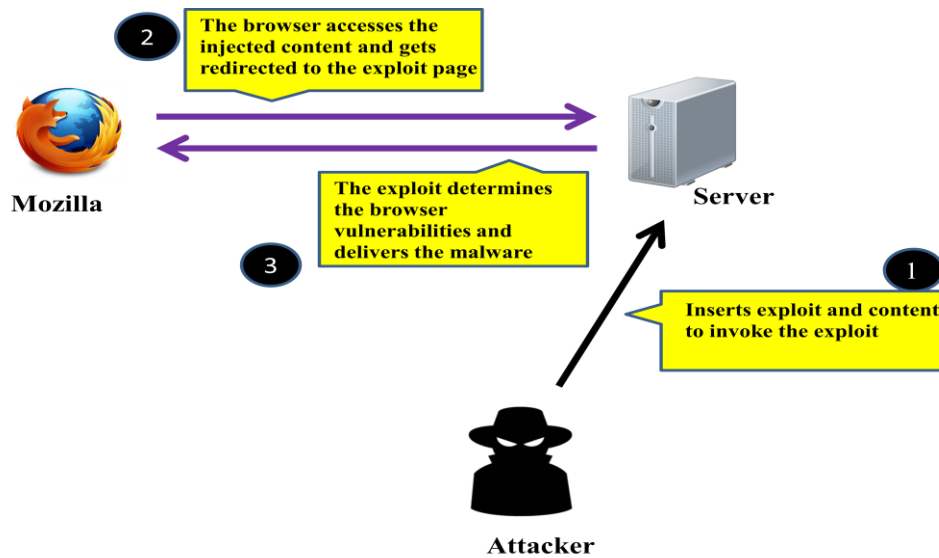 2
The browser accesses the
injected content and gets
redirected to the exploit page
Mozilla
Server
The exploit determines
the browser
vulnerabilities and
delivers the malware
3
1
Inserts exploit and content
to invoke the exploit
Attacker